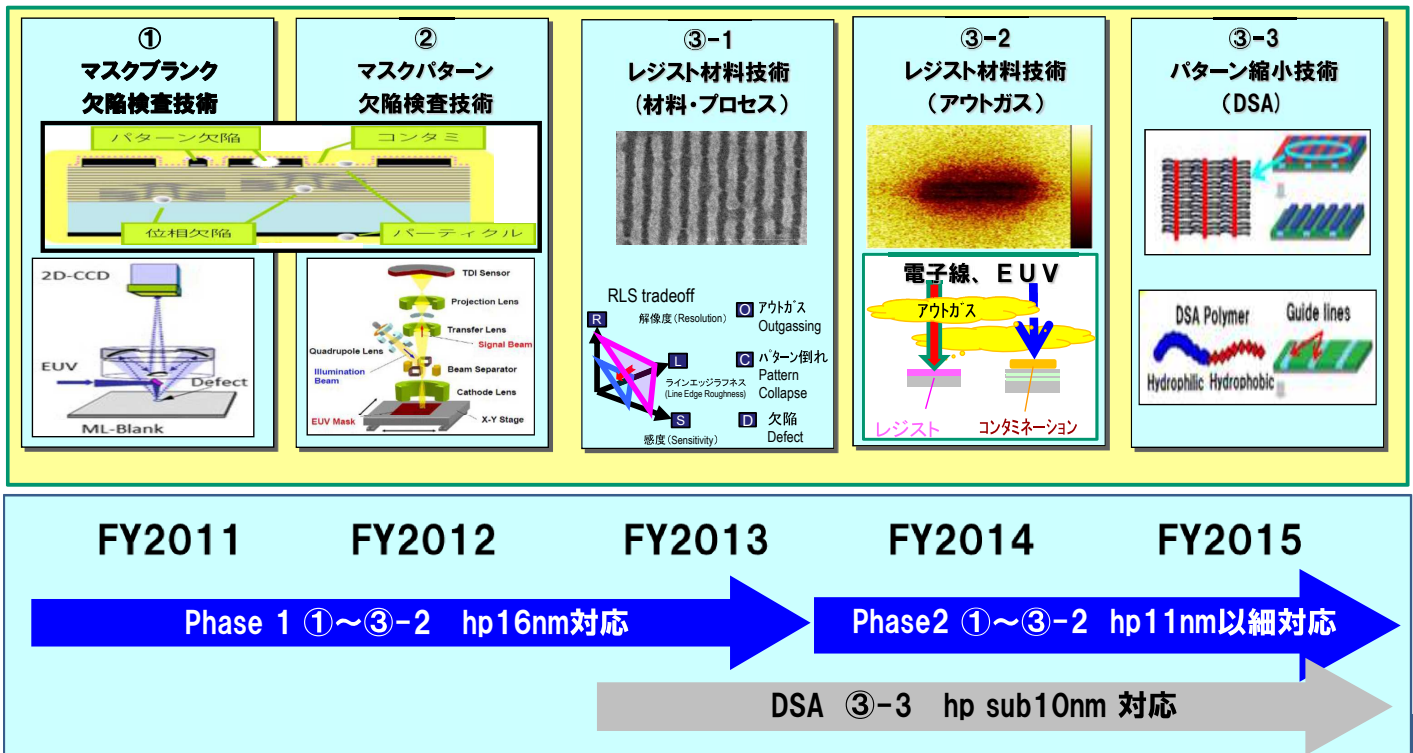 ①
マスクブランク
欠陥検査技術
②
マスクパターン
欠陥検査技術
パターン欠陥
コンタミ
位相欠陥
パーティクル
2D-CCD
EUV
Defect
ML-Blank
TDI Sensor
Projection Lens
Transfer Lens
Signal Beam
Quadrupole Lens
Illumination
Beam
Beam Separator
Cathode Lens
EUV Mask
X-Y Stage
③-1
レジスト材料技術
(材料・プロセス)
RLS tradeoff
R
解像度(Resolution)
L
ラインエッジラフネス
(Line Edge Roughness)
S
感度(Sensitivity)
O アウトガス
Outgassing
C パターン倒れ
Pattern
Collapse
D 欠陥
Defect
③-2
レジスト材料技術
(アウトガス)
電子線、EUV
アウトガス
レジスト
コンタミネーション
③-3
パターン縮小技術
(DSA)
DSA Polymer
Guide lines
Hydrophilic Hydrophobic
FY2011 FY2012 FY2013 FY2014 FY2015
Phase 1 ①～③-2 hp16nm対応
Phase2 ①～③-2 hp11nm以細対応
DSA ③-3 hp sub10nm 対応